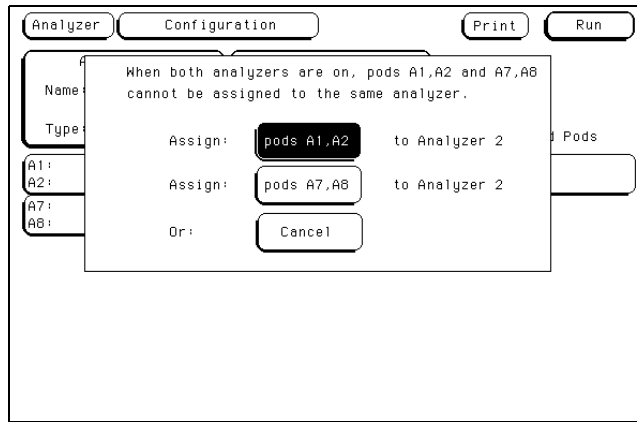 Analyzer Configuration Print Run
When both analyzers are on, pods A1,A2 and A7,A8
cannot be assigned to the same analyzer.
Name:
Type:
Assign: pods A1,A2 to Analyzer 2
Pods
Assign: pods A7,A8 to Analyzer 2
Or: Cancel
A1:
A2:
A7:
A8: